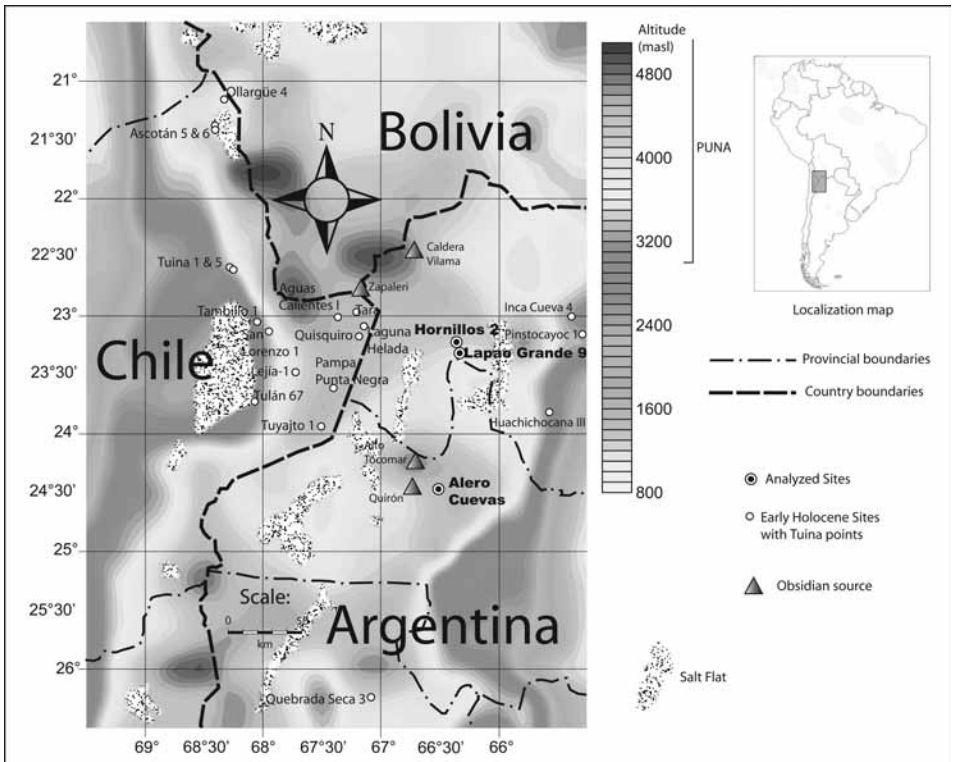 Altitude
(masl)
4800
4000
3200
2400
1600
800
PUNA
21°
21°30'
22°
22°30'
23°
23°30'
24°
24°30'
25°
25°30'
26°
69°
68°30'
68°
67°30'
67°
66°30'
66°
N
Bolivia
Chile
Argentina
Ollargüe 4
Ascotán 5 & 6
Tuina 1 & 5
Caldera
Vilama
Zapaleri
Aguas
Calientes I
Tara
Tambillo 1
San
Lorenzo 1
Quisquiro
Laguna
Helada
Hornillos 2
Lapao Grande 9
Inca Cueva 4
Pinstocayoc 1
Lejía-1
Pampa
Punta Negra
Tulán 67
Tuyajto 1
Huachichocana III
Alto
Tocomar
Quirón
Alero
Cuevas
Scale:
0 55
km
Quebrada Seca 3
Localization map
Provincial boundaries
Country boundaries
Analyzed Sites
Early Holocene Sites
with Tuina points
Obsidian source
Salt Flat